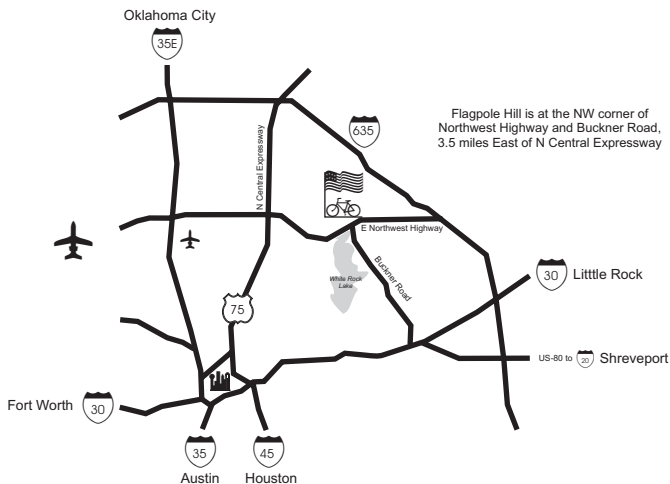 Oklahoma City
35E
Flagpole Hill is at the NW corner of
Northwest Highway and Buckner Road,
3.5 miles East of N Central Expressway
635
N Central Expressway
E Northwest Highway
White Rock
Lake
Buckner Road
30 Litttle Rock
75
US-80 to 20 Shreveport
Fort Worth 30
35
Austin
45
Houston